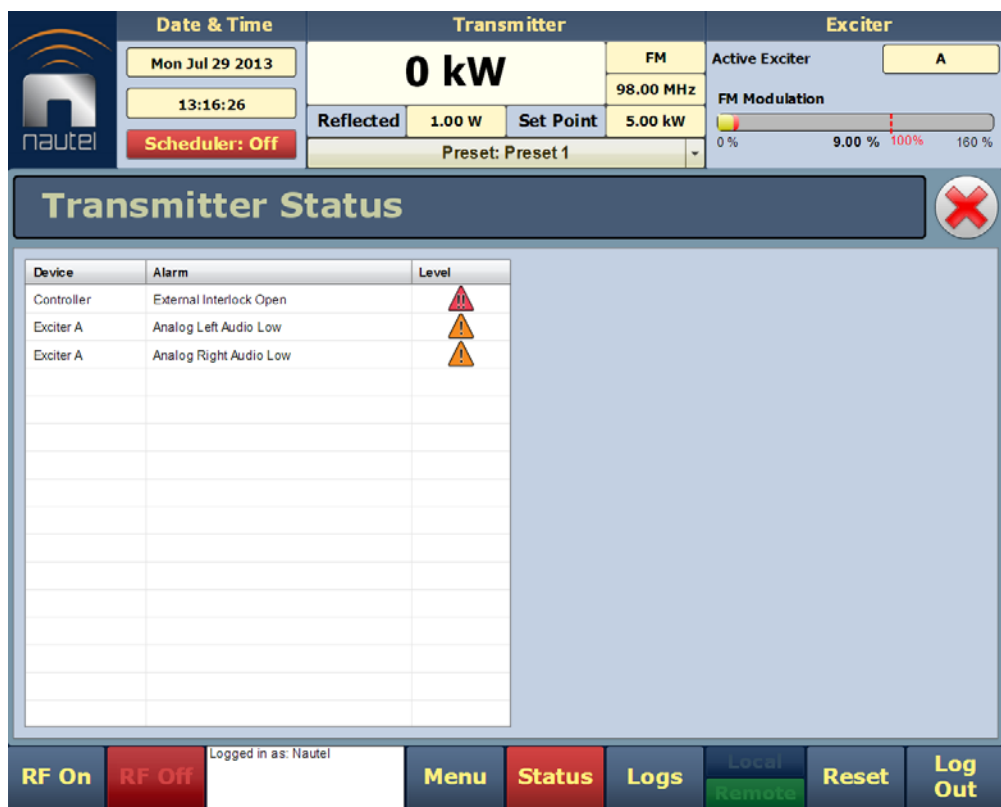 Date & Time
Transmitter
Exciter
nautel
Mon Jul 29 2013
13:16:26
Scheduler: Off
0 kW
FM
98.00 MHz
Reflected 1.00 W Set Point 5.00 kW
Preset: Preset 1
Active Exciter A
FM Modulation
0 % 9.00 % 100% 160 %
Transmitter Status
Device Alarm Level
Controller External Interlock Open
Exciter A Analog Left Audio Low
Exciter A Analog Right Audio Low
RF On
RF Off
Logged in as: Nautel
Menu
Status
Logs
Local
Remote
Reset
Log
Out